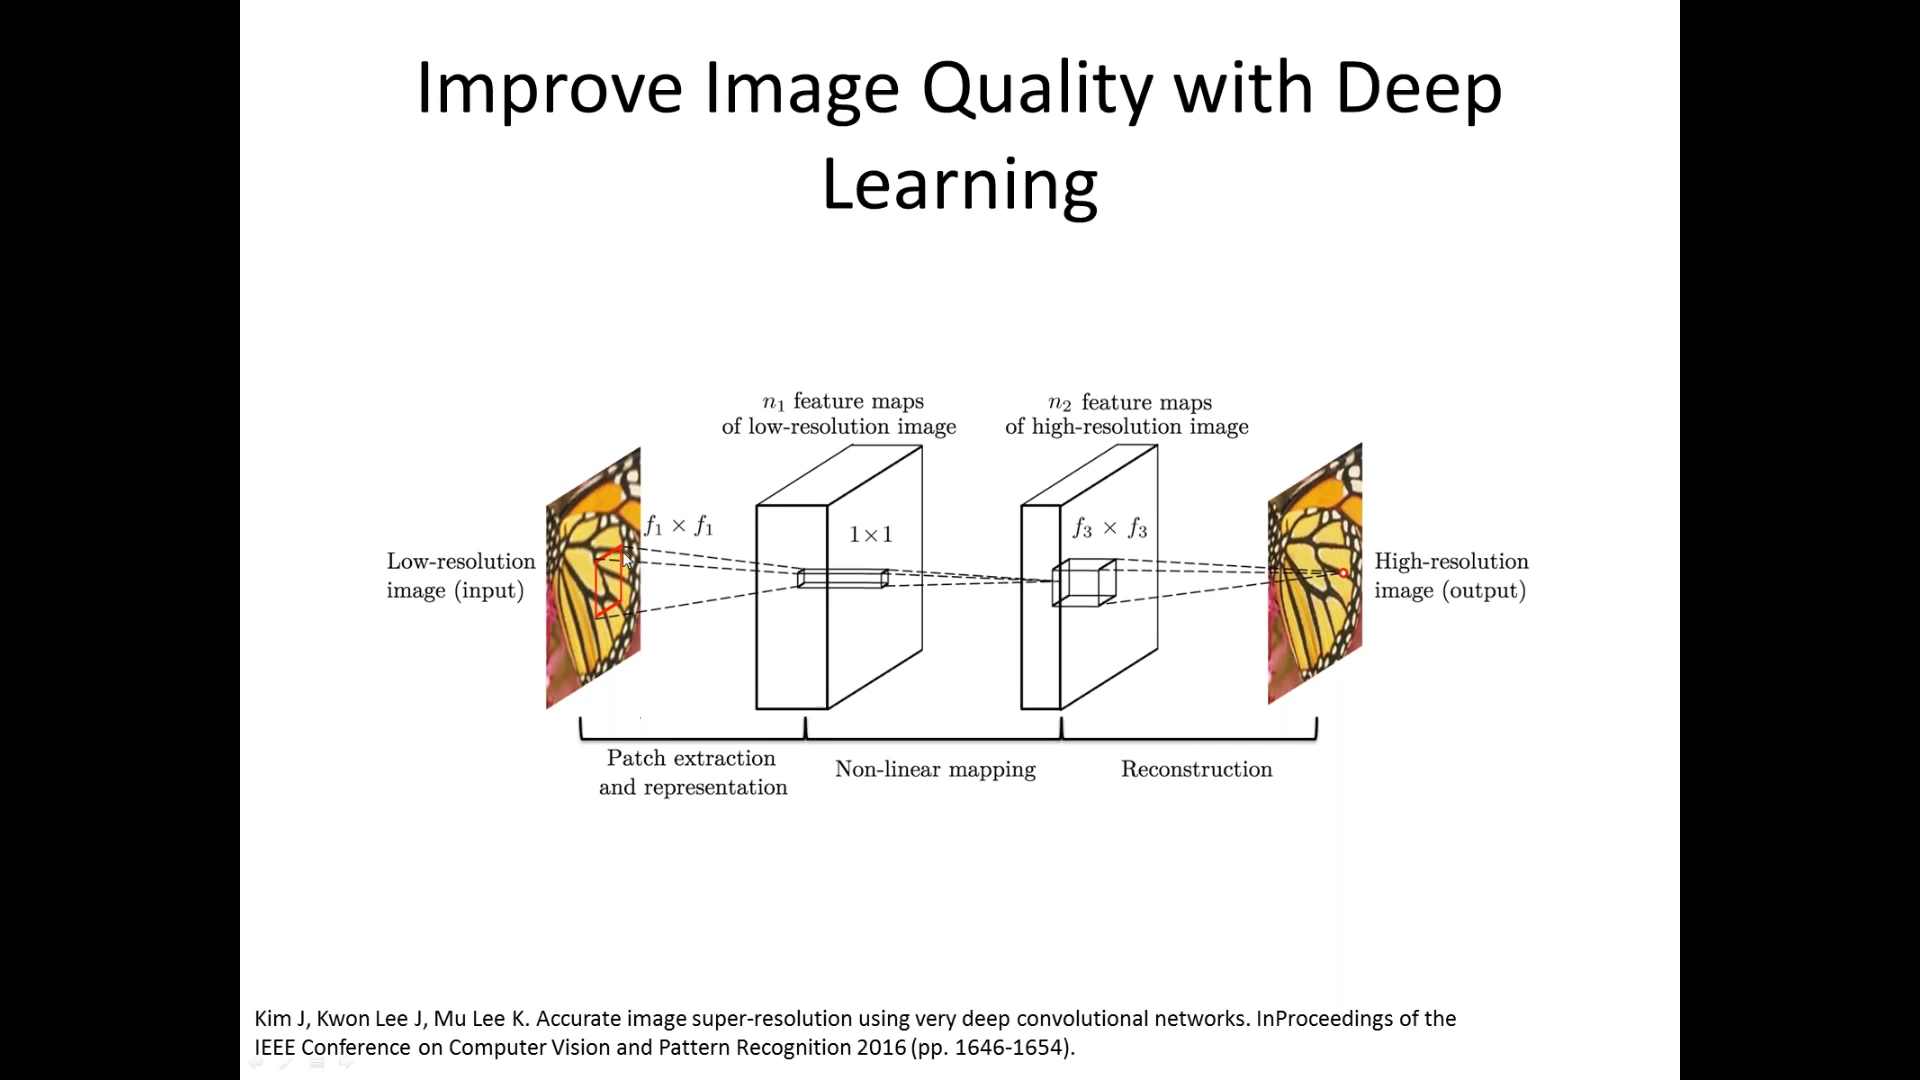 Improve Image Quality with Deep
Learning
n₁ feature maps
of low-resolution image
n₂ feature maps
of high-resolution image
f₁ × f₁
1×1
f₃ × f₃
Low-resolution
image (input)
High-resolution
image (output)
Patch extraction
and representation
Non-linear mapping
Reconstruction
Kim J, Kwon Lee J, Mu Lee K. Accurate image super-resolution using very deep convolutional networks. InProceedings of the
IEEE Conference on Computer Vision and Pattern Recognition 2016 (pp. 1646-1654).